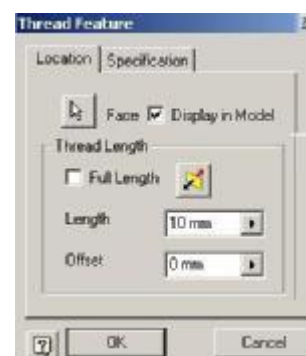 Thread Feature
Location Specification
Face Display in Model
Thread Length
Full Length
Length 10 mm
Offset 0 mm
? OK Cancel